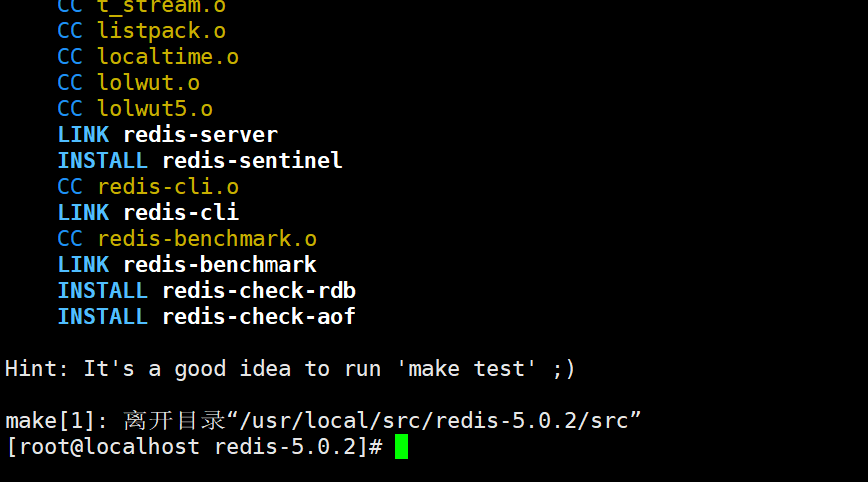 CC t_stream.o
CC listpack.o
CC localtime.o
CC lolwut.o
CC lolwut5.o
LINK redis-server
INSTALL redis-sentinel
CC redis-cli.o
LINK redis-cli
CC redis-benchmark.o
LINK redis-benchmark
INSTALL redis-check-rdb
INSTALL redis-check-aof
Hint: It's a good idea to run 'make test' ;)
make[1]: 离开目录“/usr/local/src/redis-5.0.2/src”
[root@localhost redis-5.0.2]#